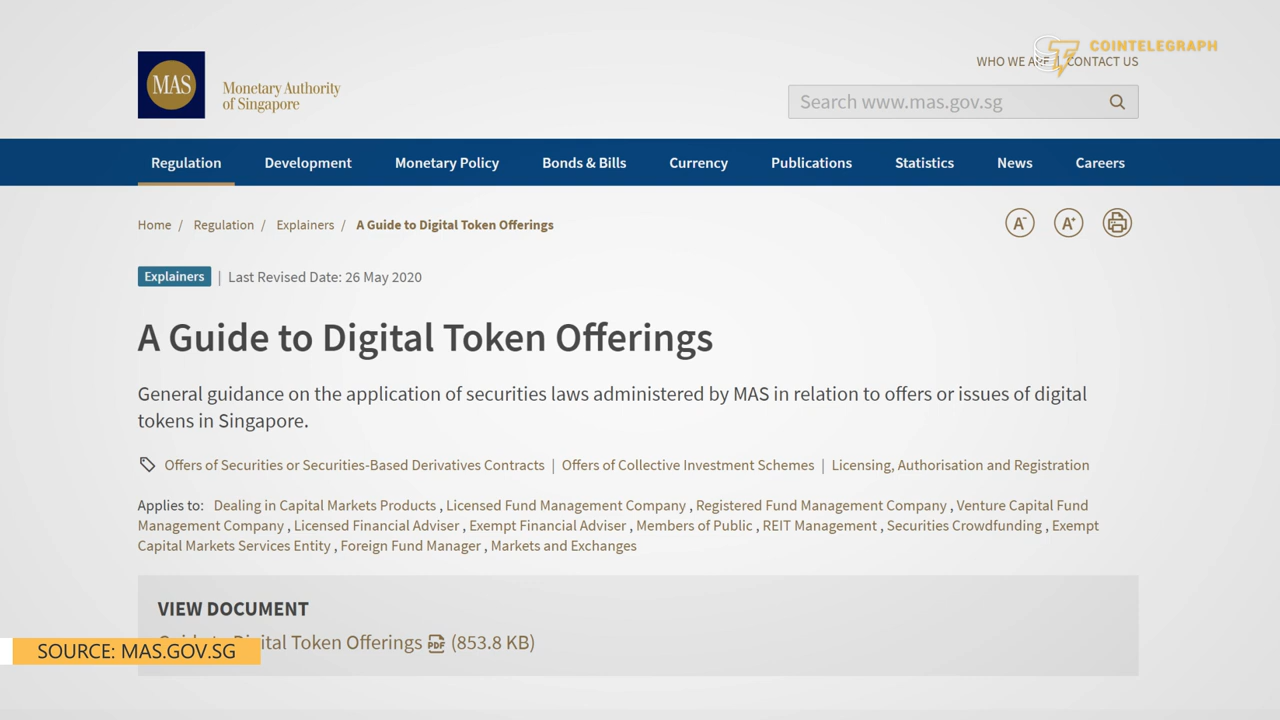 COINTELEGRAPH
WHO WE ARE | CONTACT US
MAS
Monetary Authority
of Singapore
Search www.mas.gov.sg
Regulation Development Monetary Policy Bonds & Bills Currency Publications Statistics News Careers
Home / Regulation / Explainers / A Guide to Digital Token Offerings
A- A+
Explainers | Last Revised Date: 26 May 2020
A Guide to Digital Token Offerings
General guidance on the application of securities laws administered by MAS in relation to offers or issues of digital
tokens in Singapore.
Offers of Securities or Securities-Based Derivatives Contracts | Offers of Collective Investment Schemes | Licensing, Authorisation and Registration
Applies to: Dealing in Capital Markets Products , Licensed Fund Management Company , Registered Fund Management Company , Venture Capital Fund
Management Company , Licensed Financial Adviser , Exempt Financial Adviser , Members of Public , REIT Management , Securities Crowdfunding , Exempt
Capital Markets Services Entity , Foreign Fund Manager , Markets and Exchanges
VIEW DOCUMENT
Guide to Digital Token Offerings PDF (853.8 KB)
SOURCE: MAS.GOV.SG